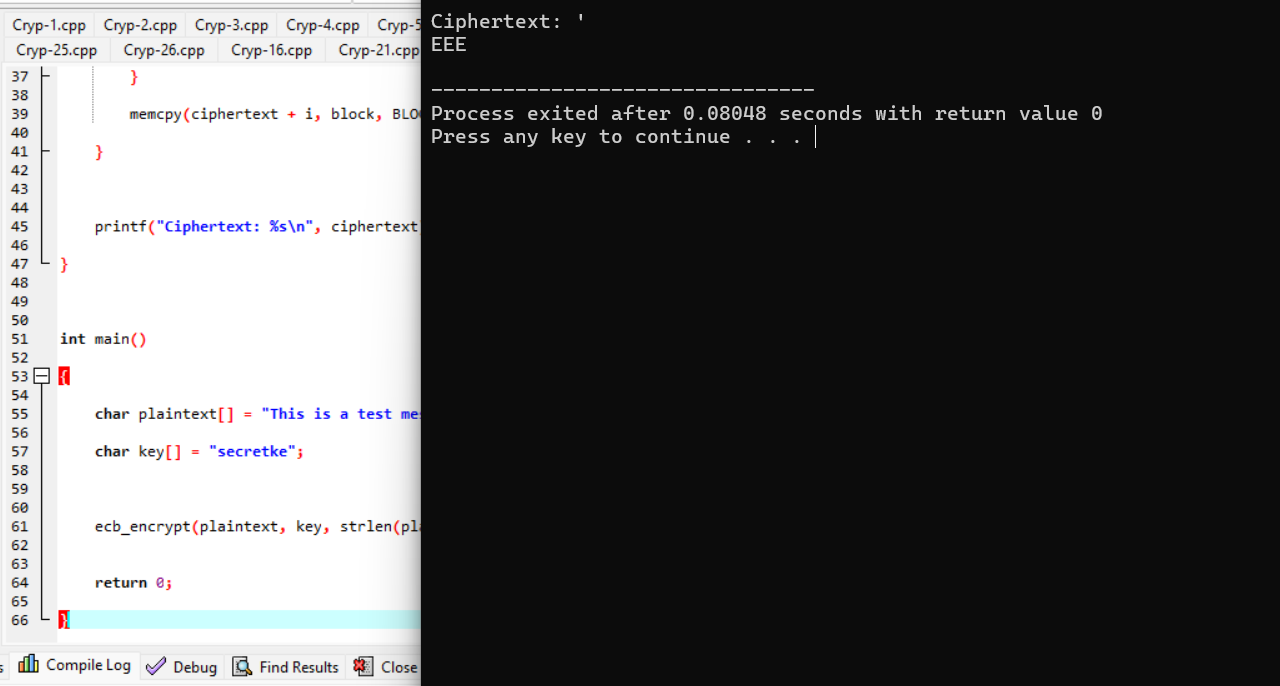 Cryp-1.cpp Cryp-2.cpp Cryp-3.cpp Cryp-4.cpp Cryp-5
Cryp-25.cpp Cryp-26.cpp Cryp-16.cpp Cryp-21.cpp
37 }
38
39 memcpy(ciphertext + i, block, BLO
40
41 }
42
43
44
45 printf("Ciphertext: %s\n", ciphertext
46
47 }
48
49
50
51 int main()
52
53 {
54
55 char plaintext[] = "This is a test me
56
57 char key[] = "secretke";
58
59
60
61 ecb_encrypt(plaintext, key, strlen(pl
62
63
64 return 0;
65
66 }
s Compile Log Debug Find Results Close
Ciphertext: '
EEE
--------------------------------
Process exited after 0.08048 seconds with return value 0
Press any key to continue . . .